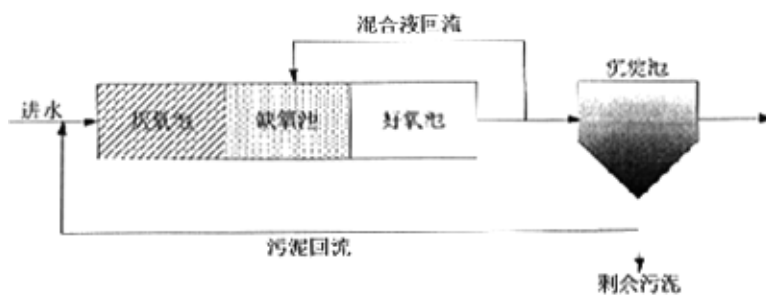 混合液回流
沉淀池
进水
厌氧池
缺氧池
好氧池
污泥回流
剩余污泥